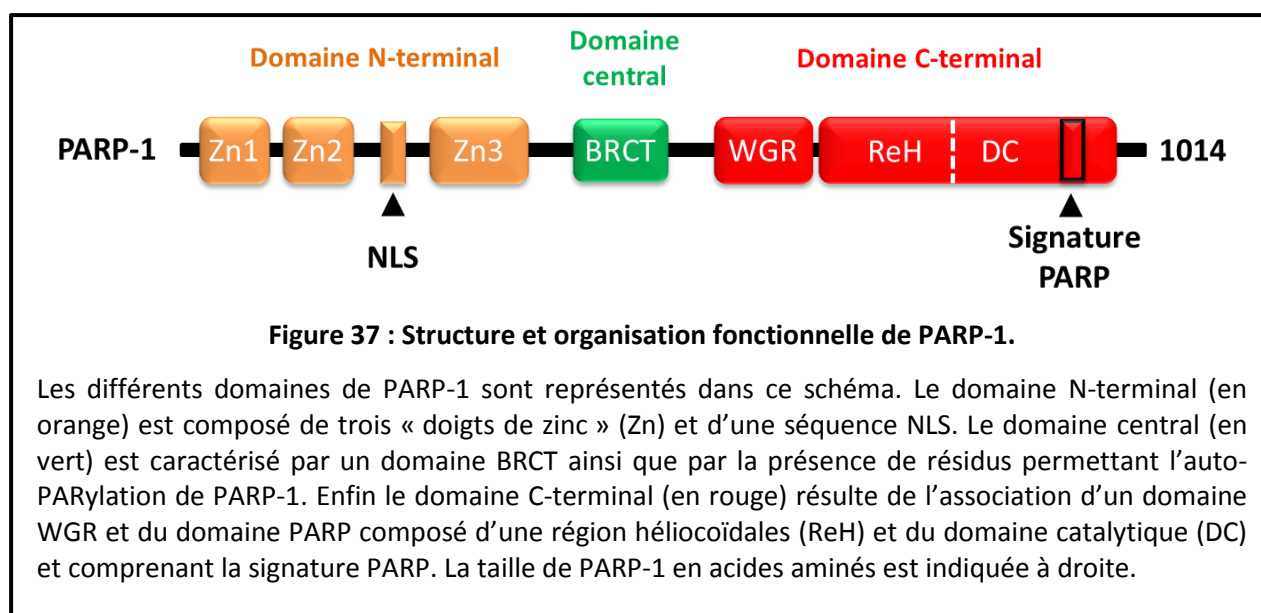 Domaine N-terminal
Domaine
central
Domaine C-terminal
PARP-1 Zn1 Zn2 Zn3 BRCT WGR ReH DC 1014
NLS
Signature
PARP
Figure 37 : Structure et organisation fonctionnelle de PARP-1.
Les différents domaines de PARP-1 sont représentés dans ce schéma. Le domaine N-terminal (en
orange) est composé de trois « doigts de zinc » (Zn) et d’une séquence NLS. Le domaine central (en
vert) est caractérisé par un domaine BRCT ainsi que par la présence de résidus permettant l’auto-
PARylation de PARP-1. Enfin le domaine C-terminal (en rouge) résulte de l’association d’un domaine
WGR et du domaine PARP composé d’une région héliocoïdales (ReH) et du domaine catalytique (DC)
et comprenant la signature PARP. La taille de PARP-1 en acides aminés est indiquée à droite.